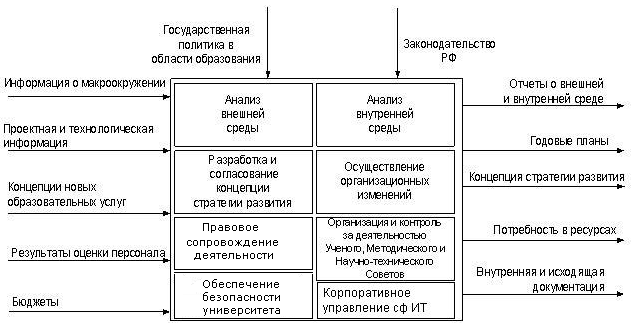 Государственная
политика в
области образования
Законодательство
РФ
Информация о макроокружении
Проектная и технологическая
информация
Концепции новых
образовательных услуг
Результаты оценки персонала
Бюджеты
Анализ
внешней
среды
Анализ
внутренней
среды
Разработка и
согласование
концепции
стратегии развития
Осуществление
организационных
изменений
Правовое
сопровождение
деятельности
Организация и контроль
за деятельностью
Ученого, Методического и
Научно-технического
Советов
Обеспечение
безопасности
университета
Корпоративное
управление сф ИТ
Отчеты о внешней
и внутренней среде
Годовые планы
Концепция стратегии развития
Потребность в ресурсах
Внутренняя и исходящая
документация